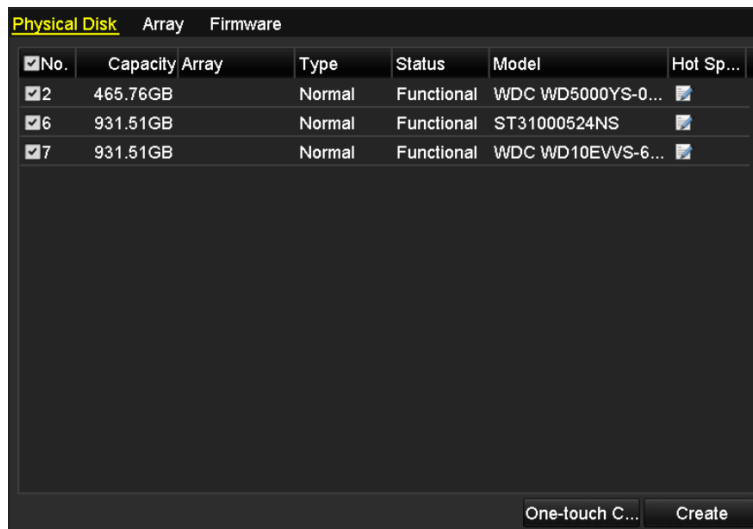 Physical Disk Array Firmware
No. Capacity Array Type Status Model Hot Sp...
2 465.76GB Normal Functional WDC WD5000YS-0...
6 931.51GB Normal Functional ST31000524NS
7 931.51GB Normal Functional WDC WD10EVVS-6...
One-touch C... Create